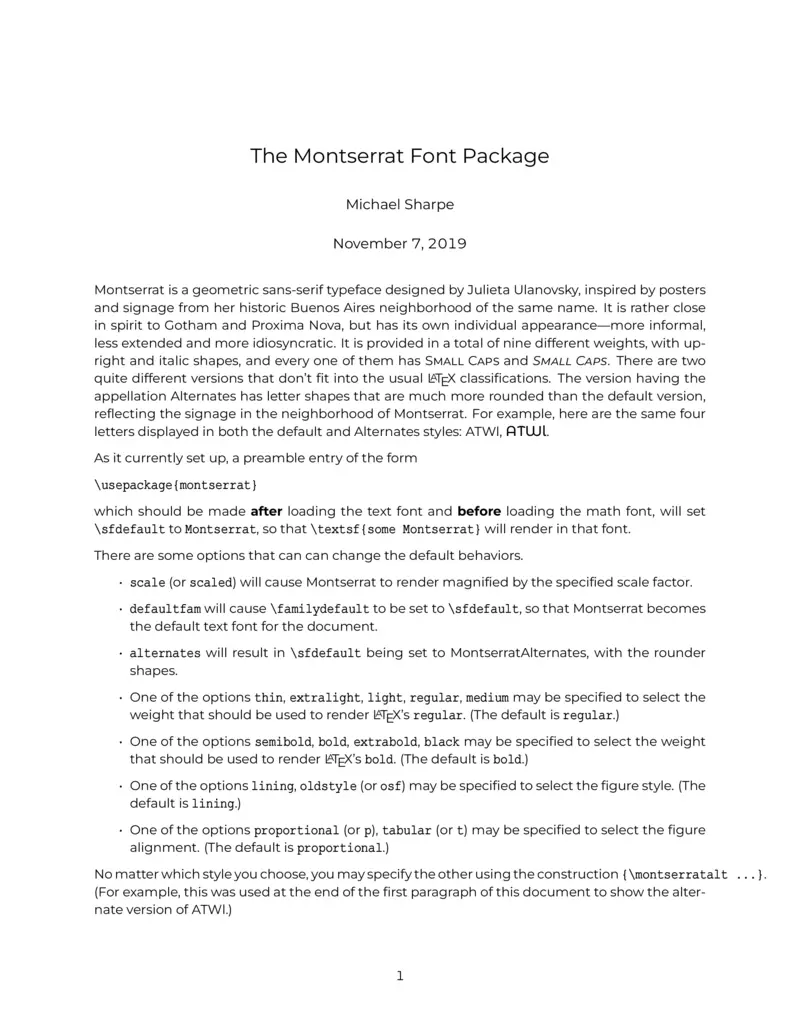 The Montserrat Font Package
Michael Sharpe
November 7, 2019
Montserrat is a geometric sans-serif typeface designed by Julieta Ulanovsky, inspired by posters
and signage from her historic Buenos Aires neighborhood of the same name. It is rather close
in spirit to Gotham and Proxima Nova, but has its own individual appearance—more informal,
less extended and more idiosyncratic. It is provided in a total of nine different weights, with up-
right and italic shapes, and every one of them has Small Caps and Small Caps. There are two
quite different versions that don't fit into the usual LATEX classifications. The version having the
appellation Alternates has letter shapes that are much more rounded than the default version,
reflecting the signage in the neighborhood of Montserrat. For example, here are the same four
letters displayed in both the default and Alternates styles: ATWl, ATWl.
As it currently set up, a preamble entry of the form
\usepackage{montserrat}
which should be made after loading the text font and before loading the math font, will set
\sfdefault to Montserrat, so that \textsf{some Montserrat} will render in that font.
There are some options that can can change the default behaviors.
· scale (or scaled) will cause Montserrat to render magnified by the specified scale factor.
· defaultfam will cause \familydefault to be set to \sfdefault, so that Montserrat becomes
the default text font for the document.
· alternates will result in \sfdefault being set to MontserratAlternates, with the rounder
shapes.
· One of the options thin, extralight, light, regular, medium may be specified to select the
weight that should be used to render LATEX's regular. (The default is regular.)
· One of the options semibold, bold, extrabold, black may be specified to select the weight
that should be used to render LATEX's bold. (The default is bold.)
· One of the options lining, oldstyle (or osf) may be specified to select the figure style. (The
default is lining.)
· One of the options proportional (or p), tabular (or t) may be specified to select the figure
alignment. (The default is proportional.)
No matter which style you choose, you may specify the other using the construction {\montserratalt ...}.
(For example, this was used at the end of the first paragraph of this document to show the alter-
nate version of ATWl.)
1